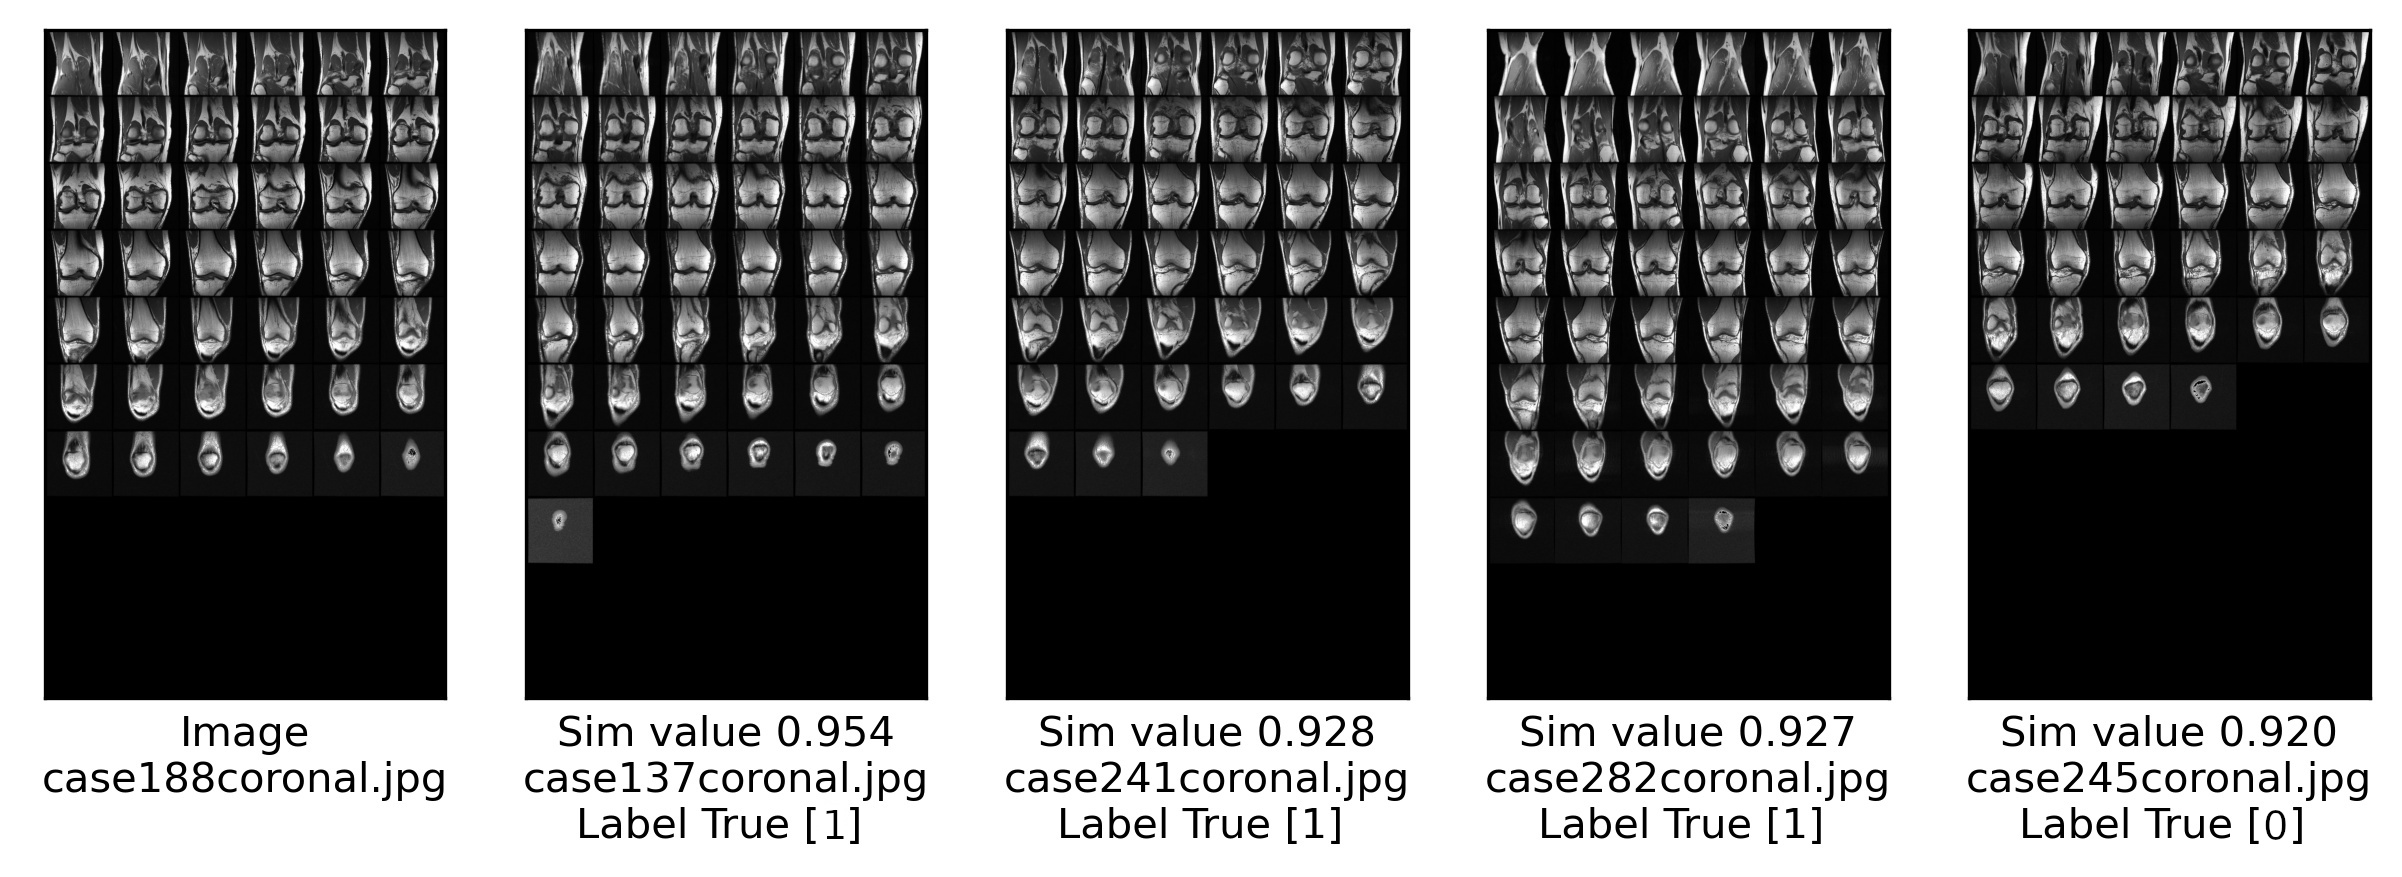 Image
case188coronal.jpg
Sim value 0.954
case137coronal.jpg
Label True [1]
Sim value 0.928
case241coronal.jpg
Label True [1]
Sim value 0.927
case282coronal.jpg
Label True [1]
Sim value 0.920
case245coronal.jpg
Label True [0]